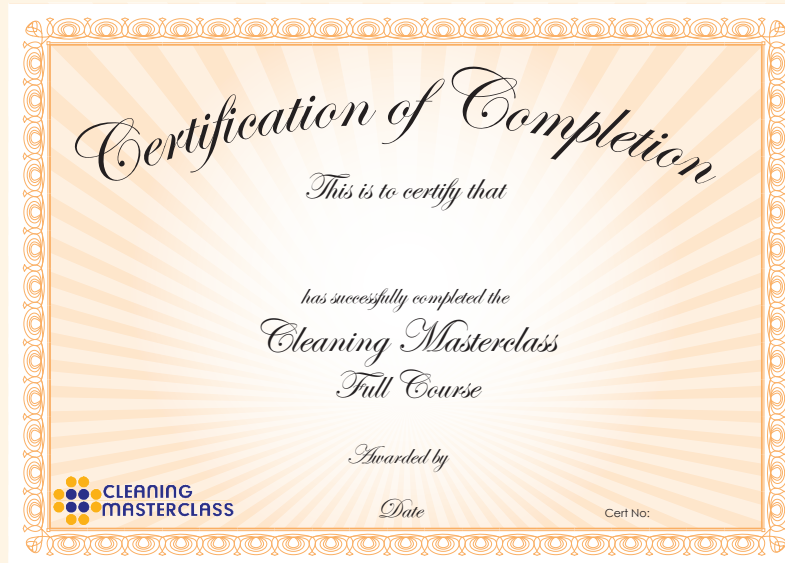 Certification of Completion
This is to certify that
has successfully completed the
Cleaning Masterclass
Full Course
Awarded by
CLEANING
MASTERCLASS
Date
Cert No: